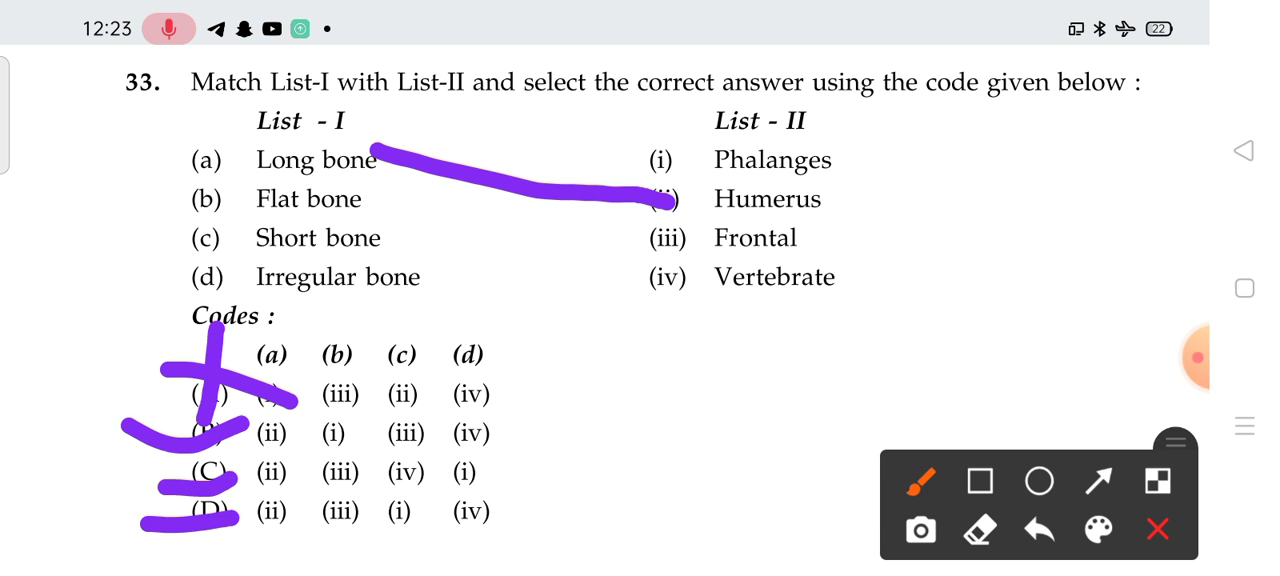 12:23 22
33. Match List-I with List-II and select the correct answer using the code given below :
List - I List - II
(a) Long bone (i) Phalanges
(b) Flat bone (ii) Humerus
(c) Short bone (iii) Frontal
(d) Irregular bone (iv) Vertebrate
Codes :
(a) (b) (c) (d)
(iii) (ii) (iv)
(ii) (i) (iii) (iv)
(C) (ii) (iii) (iv) (i)
(D) (ii) (iii) (i) (iv)